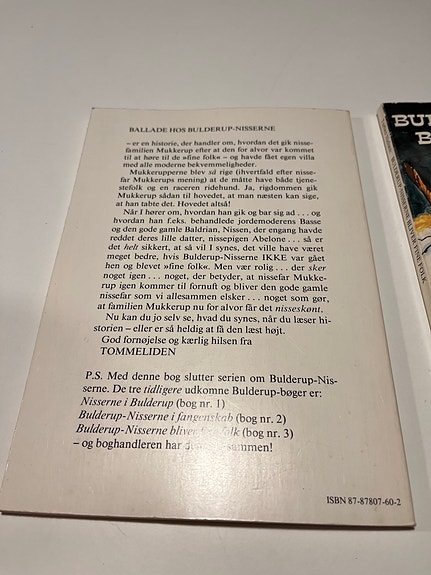 BALLADE HOS BULDERUP-NISSERNE
– er en historie, der handler om, hvordan det gik nisse-
familien Mukkerup efter at den for alvor var kommet
til at høre til de »fine folk« – og havde fået egen villa
med alle moderne bekvemmeligheder.
Mukkerupperne blev så rige (ihvertfald efter nisse-
far Mukkerups mening) at de måtte have både tjene-
stefolk og en raceren ridehund. Ja, rigdommen gik
Mukkerup sådan til hovedet, at man næsten kan sige,
at han tabte det. Hovedet altså!
Når I hører om, hvordan han gik og bar sig ad . . . og
hvordan han f.eks. behandlede jordemoderens Basse
og den gode gamle Baldrian, Nissen, der engang havde
reddet deres lille datter, nissepigen Abelone . . . så er
det helt sikkert, at så vil I synes, det ville have været
meget bedre, hvis Bulderup-Nisserne IKKE var gået
hen og blevet »fine folk«. Men vær rolig . . . der sker
noget igen . . . noget, der betyder, at nissefar Mukke-
rup igen kommer til fornuft og bliver den gode gamle
nissefar som vi allesammen elsker . . . noget som gør,
at familien Mukkerup nu for alvor får det nisseskønt.
Nu kan du jo selv se, hvad du synes, når du læser hi-
storien – eller er så heldig at få den læst højt.
God fornøjelse og kærlig hilsen fra
TOMMELIDEN
P.S. Med denne bog slutter serien om Bulderup-Nis-
serne. De tre tidligere udkomne Bulderup-bøger er:
Nisserne i Bulderup (bog nr. 1)
Bulderup-Nisserne i fangenskab (bog nr. 2)
Bulderup-Nisserne bliver folk (bog nr. 3)
– og boghandleren har sammen!
ISBN 87-87807-60-2
BU
B
FOLK